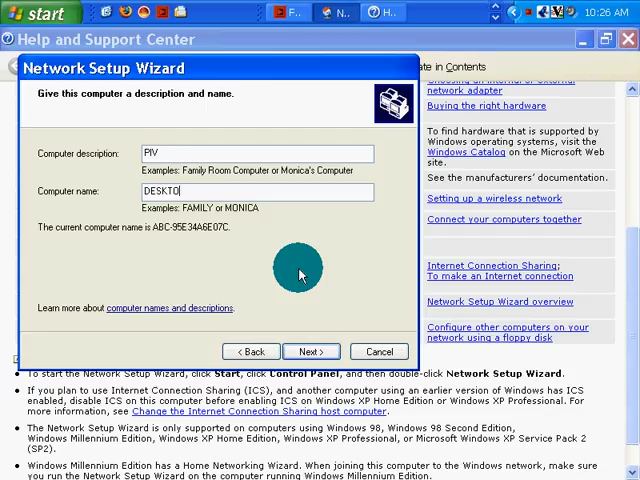 start
F...
N...
H...
10:26 AM
Help and Support Center
ate in Contents
Network Setup Wizard
Give this computer a description and name.
Computer description:
PIV
Examples: Family Room Computer or Monica's Computer
Computer name:
DESKTO
Examples: FAMILY or MONICA
The current computer name is ABC-95E34A6E07C.
Learn more about computer names and descriptions.
< Back
Next >
Cancel
network adapter
Buying the right hardware
To find hardware that is supported by
Windows operating systems, visit the
Windows Catalog on the Microsoft Web
site.
See the manufacturers' documentation.
Setting up a wireless network
Connect your computers together
Internet Connection Sharing;
To make an Internet connection
Network Setup Wizard overview
Configure other computers on your
network using a floppy disk
• To start the Network Setup Wizard, click Start, click Control Panel, and then double-click Network Setup Wizard.
• If you plan to use Internet Connection Sharing (ICS), and another computer using an earlier version of Windows has ICS
enabled, disable ICS on this computer before enabling ICS on Windows XP Home Edition or Windows XP Professional. For
more information, see Change the Internet Connection Sharing host computer.
• The Network Setup Wizard is only supported on computers using Windows 98, Windows 98 Second Edition,
Windows Millennium Edition, Windows XP Home Edition, Windows XP Professional, or Microsoft Windows XP Service Pack 2
(SP2).
• Windows Millennium Edition has a Home Networking Wizard. When joining this computer to the Windows network, make sure
you run the Network Setup Wizard on the computer running Windows Millennium Edition.